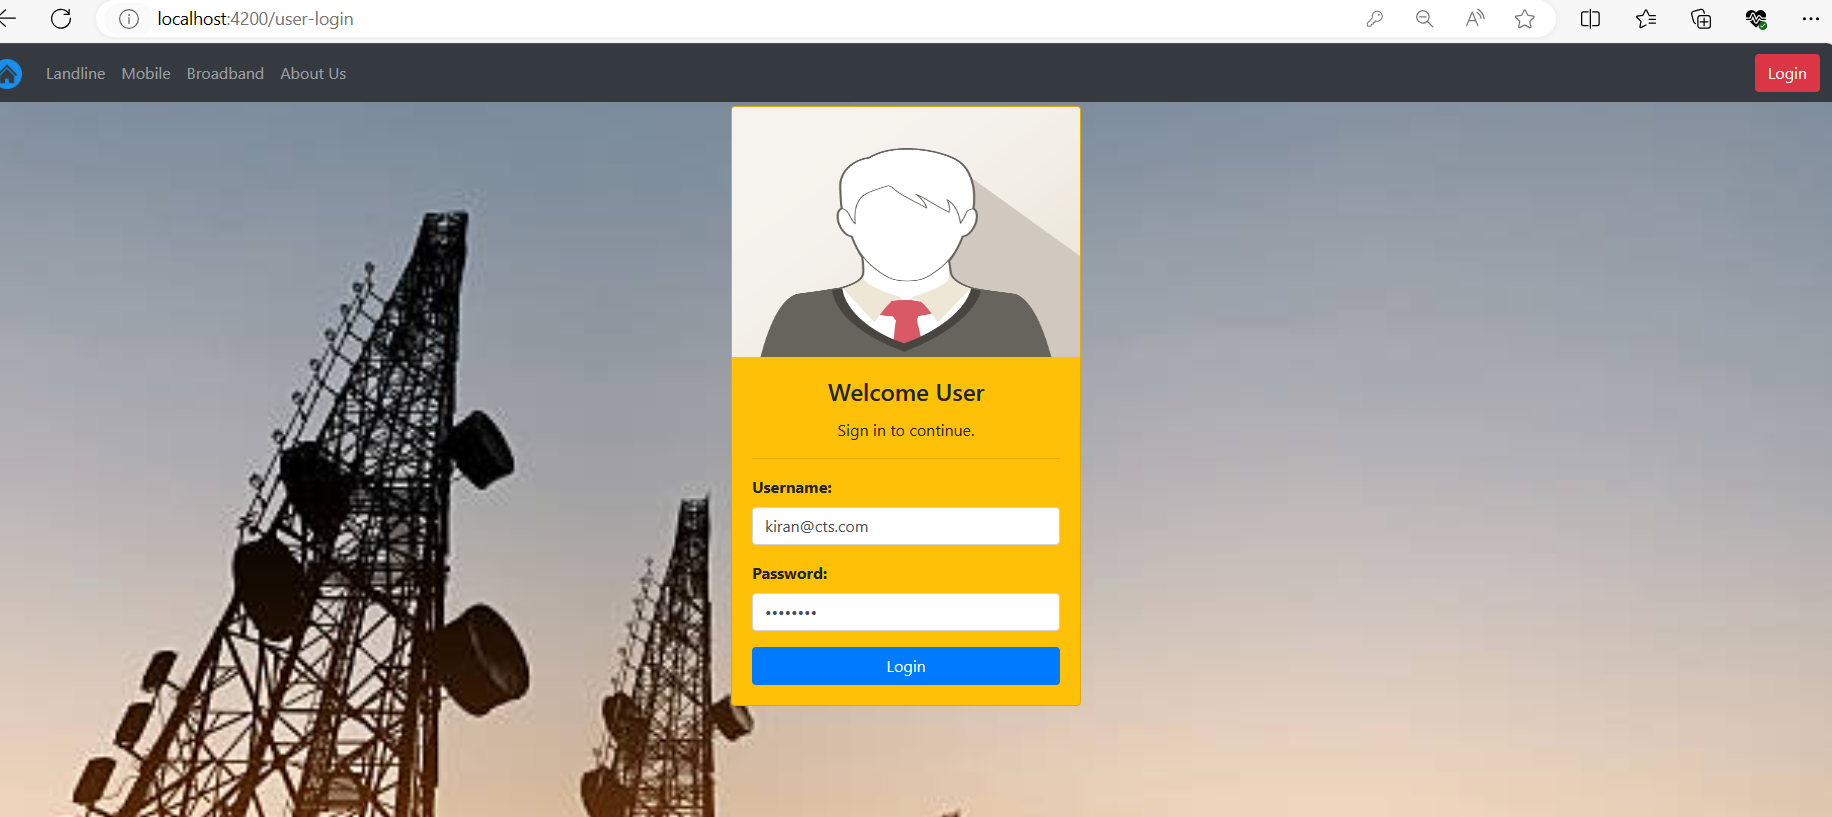 localhost:4200/user-login
Landline Mobile Broadband About Us Login
Welcome User
Sign in to continue.
Username:
kiran@cts.com
Password:
••••••••
Login